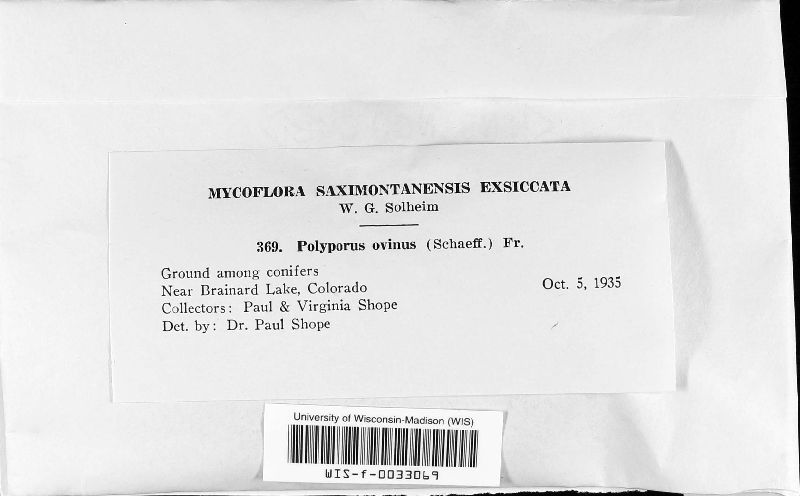 MYCOFLORA SAXIMONTANENSIS EXSICCATA
W. G. Solheim
369. Polyporus ovinus (Schaeff.) Fr.
Ground among conifers
Near Brainard Lake, Colorado Oct. 5, 1935
Collectors: Paul & Virginia Shope
Det. by: Dr. Paul Shope
University of Wisconsin-Madison (WIS)
WIS-f-0033069